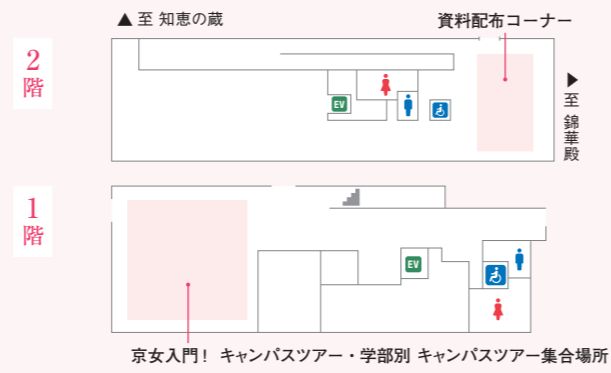 ▲ 至 知恵の蔵
資料配布コーナー
2
階
EV
▶
至
錦
華
殿
1
階
EV
京女入門! キャンパスツアー・学部別 キャンパスツアー集合場所